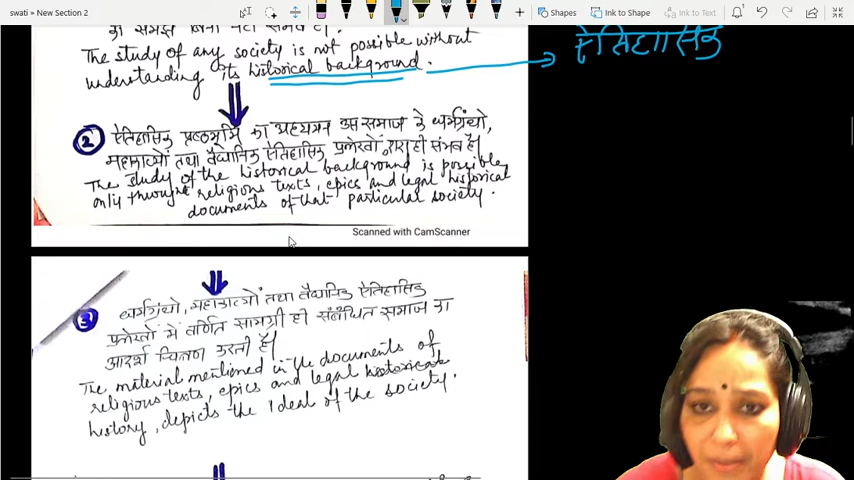 swati » New Section 2
Shapes
Ink to Shape
Ink to Text
The study of any society is not possible without
understanding its historical background.
ऐतिहासिक
2
ऐतिहासिक प्रष्ठभूमि का अध्ययन उस समाज के धर्मग्रंथो,
महाकाव्यों तथा वैधानिक ऐतिहासिक प्रलेखों द्वारा ही संभव है।
The study of the historical background is possible
only through religious texts, epics and legal historical
documents of that particular society.
Scanned with CamScanner
3
धर्मग्रंथो, महाकाव्यों तथा वैधानिक ऐतिहासिक
प्रलेखों में वर्णित सामग्री ही संबंधित समाज का
आदर्श चित्रण करती है।
The material mentioned in the documents of
religious texts, epics and legal historical
history, depicts the Ideal of the society.